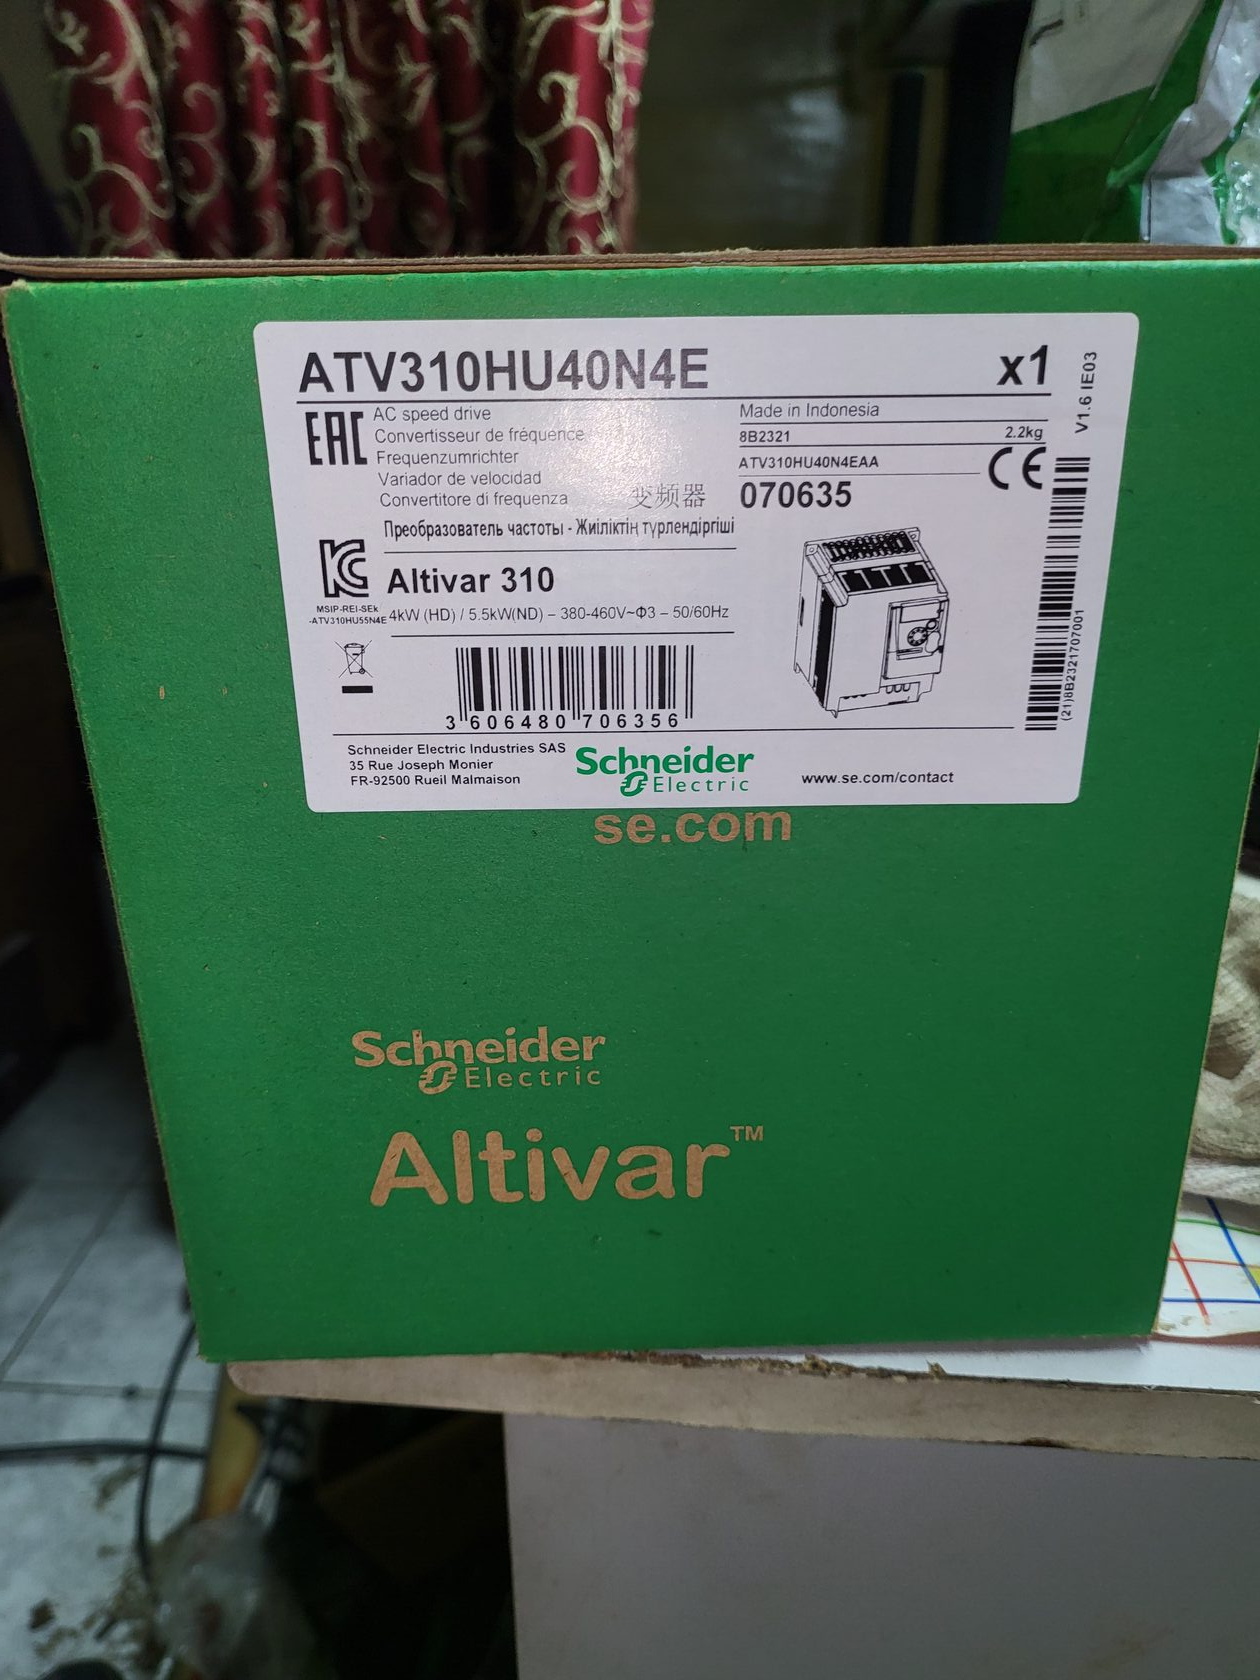 ATV310HU40N4E
x1
V1.6 IE03
EAC
AC speed drive
Convertisseur de fréquence
Frequenzumrichter
Variador de velocidad
Convertitore di frequenza
变频器
Преобразователь частоты - Жиіліктің түрлендіргіші
Made in Indonesia
8B2321
2.2kg
ATV310HU40N4EAA
CE
070635
Altivar 310
MSIP-REI-SEk
-ATV310HU55N4E
4kW (HD) / 5.5kW(ND) – 380-460V~Φ3 – 50/60Hz
3 606480 706356
(21)8B2321707001
Schneider Electric Industries SAS
35 Rue Joseph Monier
FR-92500 Rueil Malmaison
Schneider
Electric
www.se.com/contact
se.com
Schneider
Electric
Altivar™